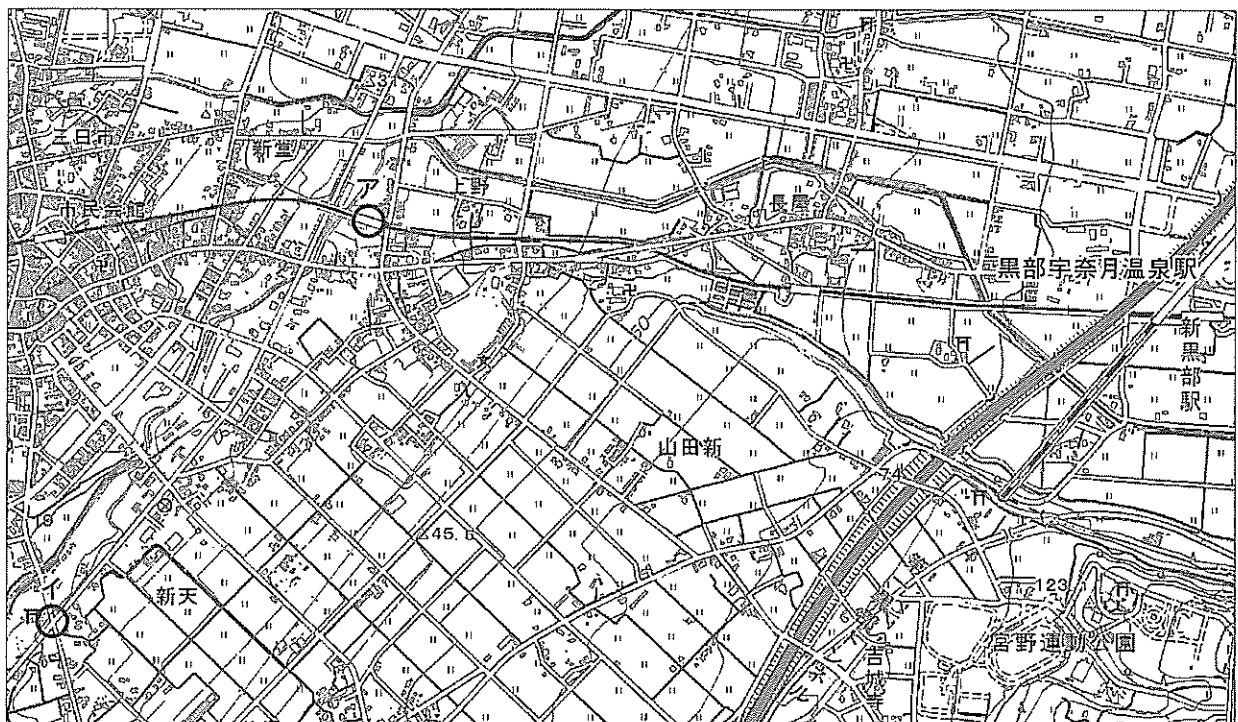 三日市
新堂
ア
上野
市民会館
長屋
黒部宇奈月温泉駅
新黒部駅
山田新
45.6
新天
イ
123
宮野運動公園
吉城寺